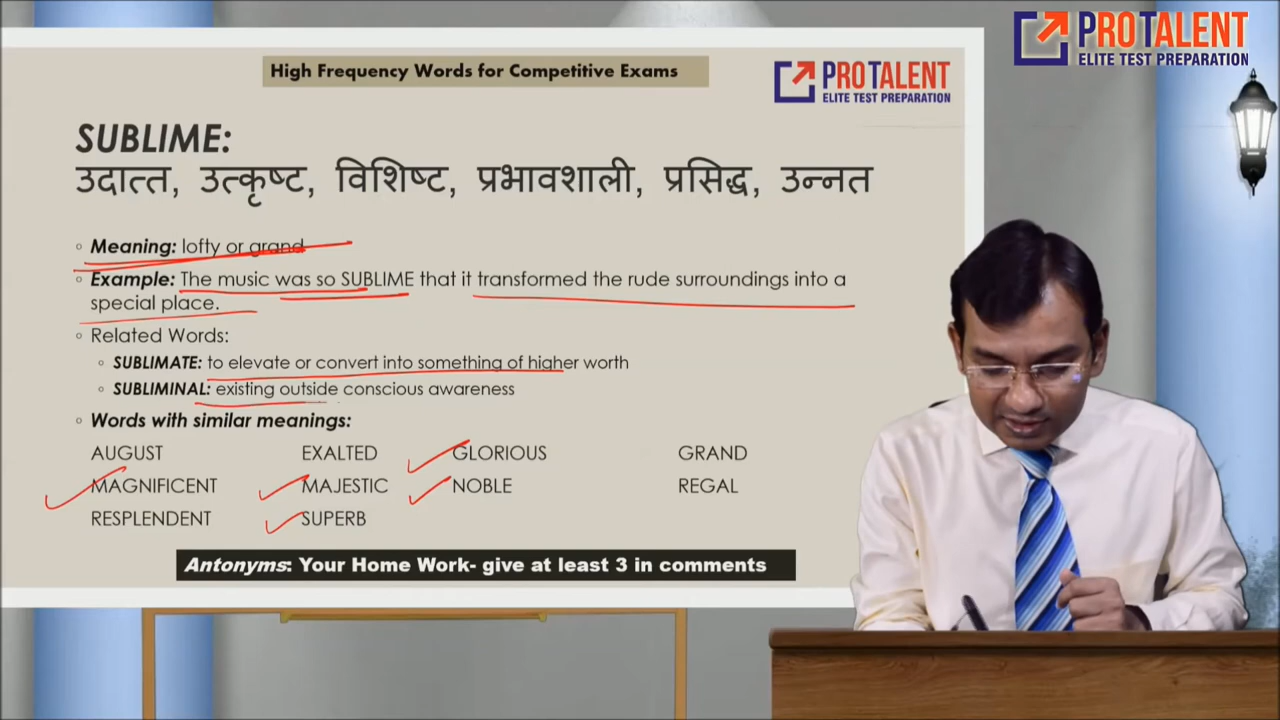 PROTALENT
ELITE TEST PREPARATION
High Frequency Words for Competitive Exams
PROTALENT
ELITE TEST PREPARATION
SUBLIME:
उदात्त, उत्कृष्ट, विशिष्ट, प्रभावशाली, प्रसिद्ध, उन्नत
Meaning: lofty or grand
Example: The music was so SUBLIME that it transformed the rude surroundings into a
special place.
Related Words:
SUBLIMATE: to elevate or convert into something of higher worth
SUBLIMINAL: existing outside conscious awareness
Words with similar meanings:
AUGUST EXALTED GLORIOUS GRAND
MAGNIFICENT MAJESTIC NOBLE REGAL
RESPLENDENT SUPERB
Antonyms: Your Home Work- give at least 3 in comments